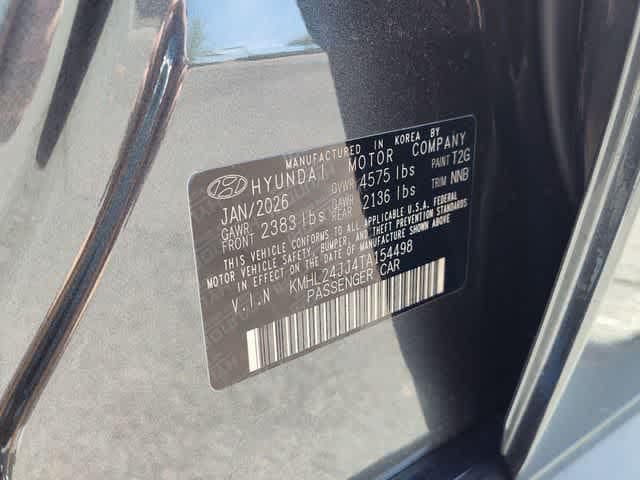 MANUFACTURED IN KOREA BY
HYUNDAI MOTOR COMPANY
JAN/2026 GVWR 4575 lbs PAINT T2G
GAWR FRONT 2383 lbs GAWR REAR 2136 lbs TRIM NNB
THIS VEHICLE CONFORMS TO ALL APPLICABLE U.S.A. FEDERAL
MOTOR VEHICLE SAFETY, BUMPER, AND THEFT PREVENTION STANDARDS
IN EFFECT ON THE DATE OF MANUFACTURE SHOWN ABOVE.
V.I.N KMHL24JJ4TA154498
PASSENGER CAR